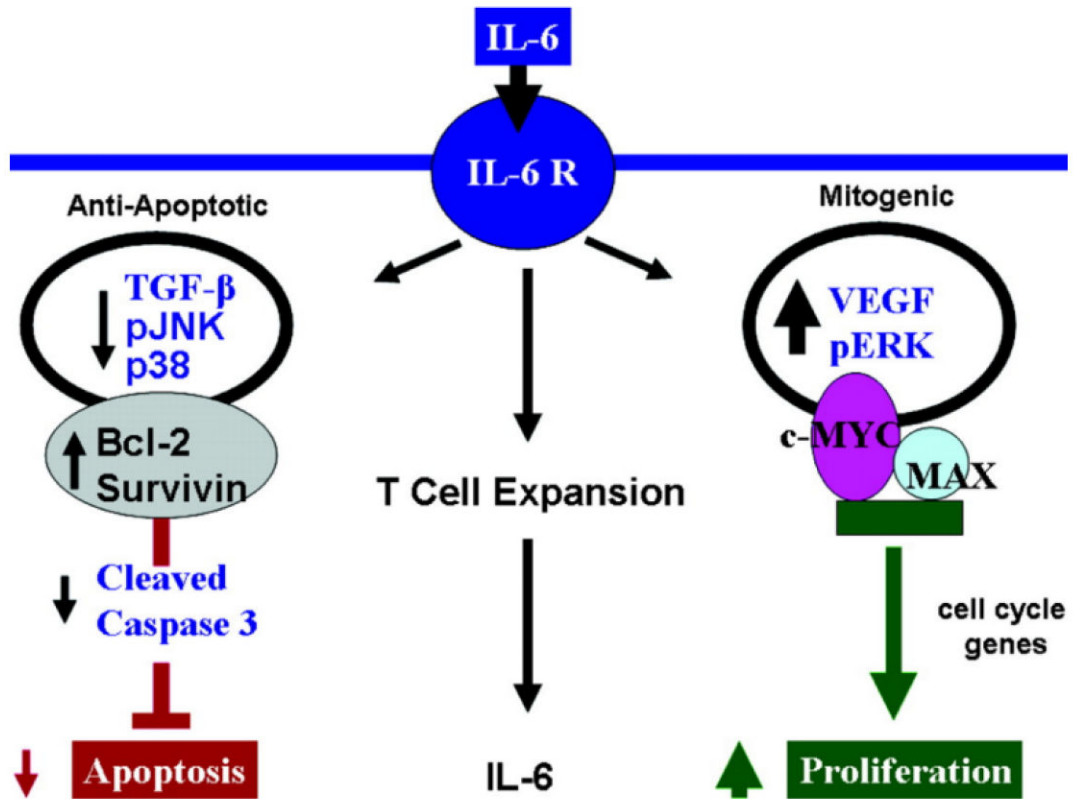 IL-6
IL-6 R
Anti-Apoptotic
TGF-β
pJNK
p38
Bcl-2
Survivin
Cleaved
Caspase 3
Apoptosis
T Cell Expansion
IL-6
Mitogenic
VEGF
pERK
c-MYC
MAX
cell cycle
genes
Proliferation